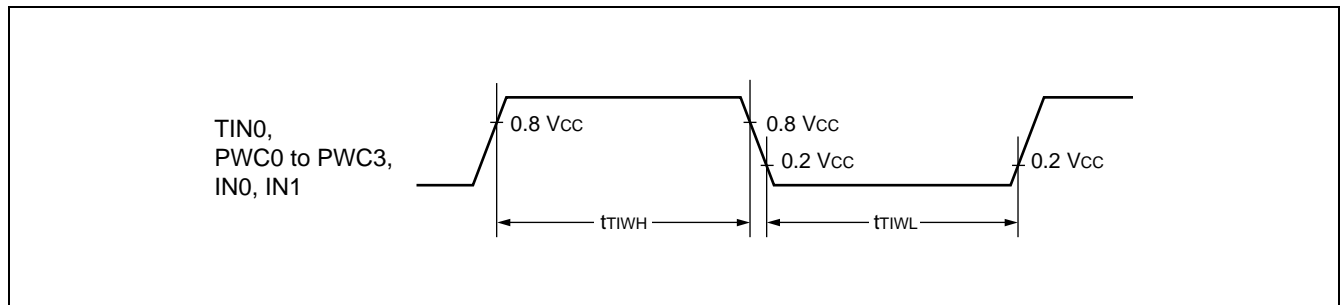 TIN0,
PWC0 to PWC3,
IN0, IN1
0.8 VCC
0.8 VCC
0.2 VCC
0.2 VCC
tTIWH
tTIWL